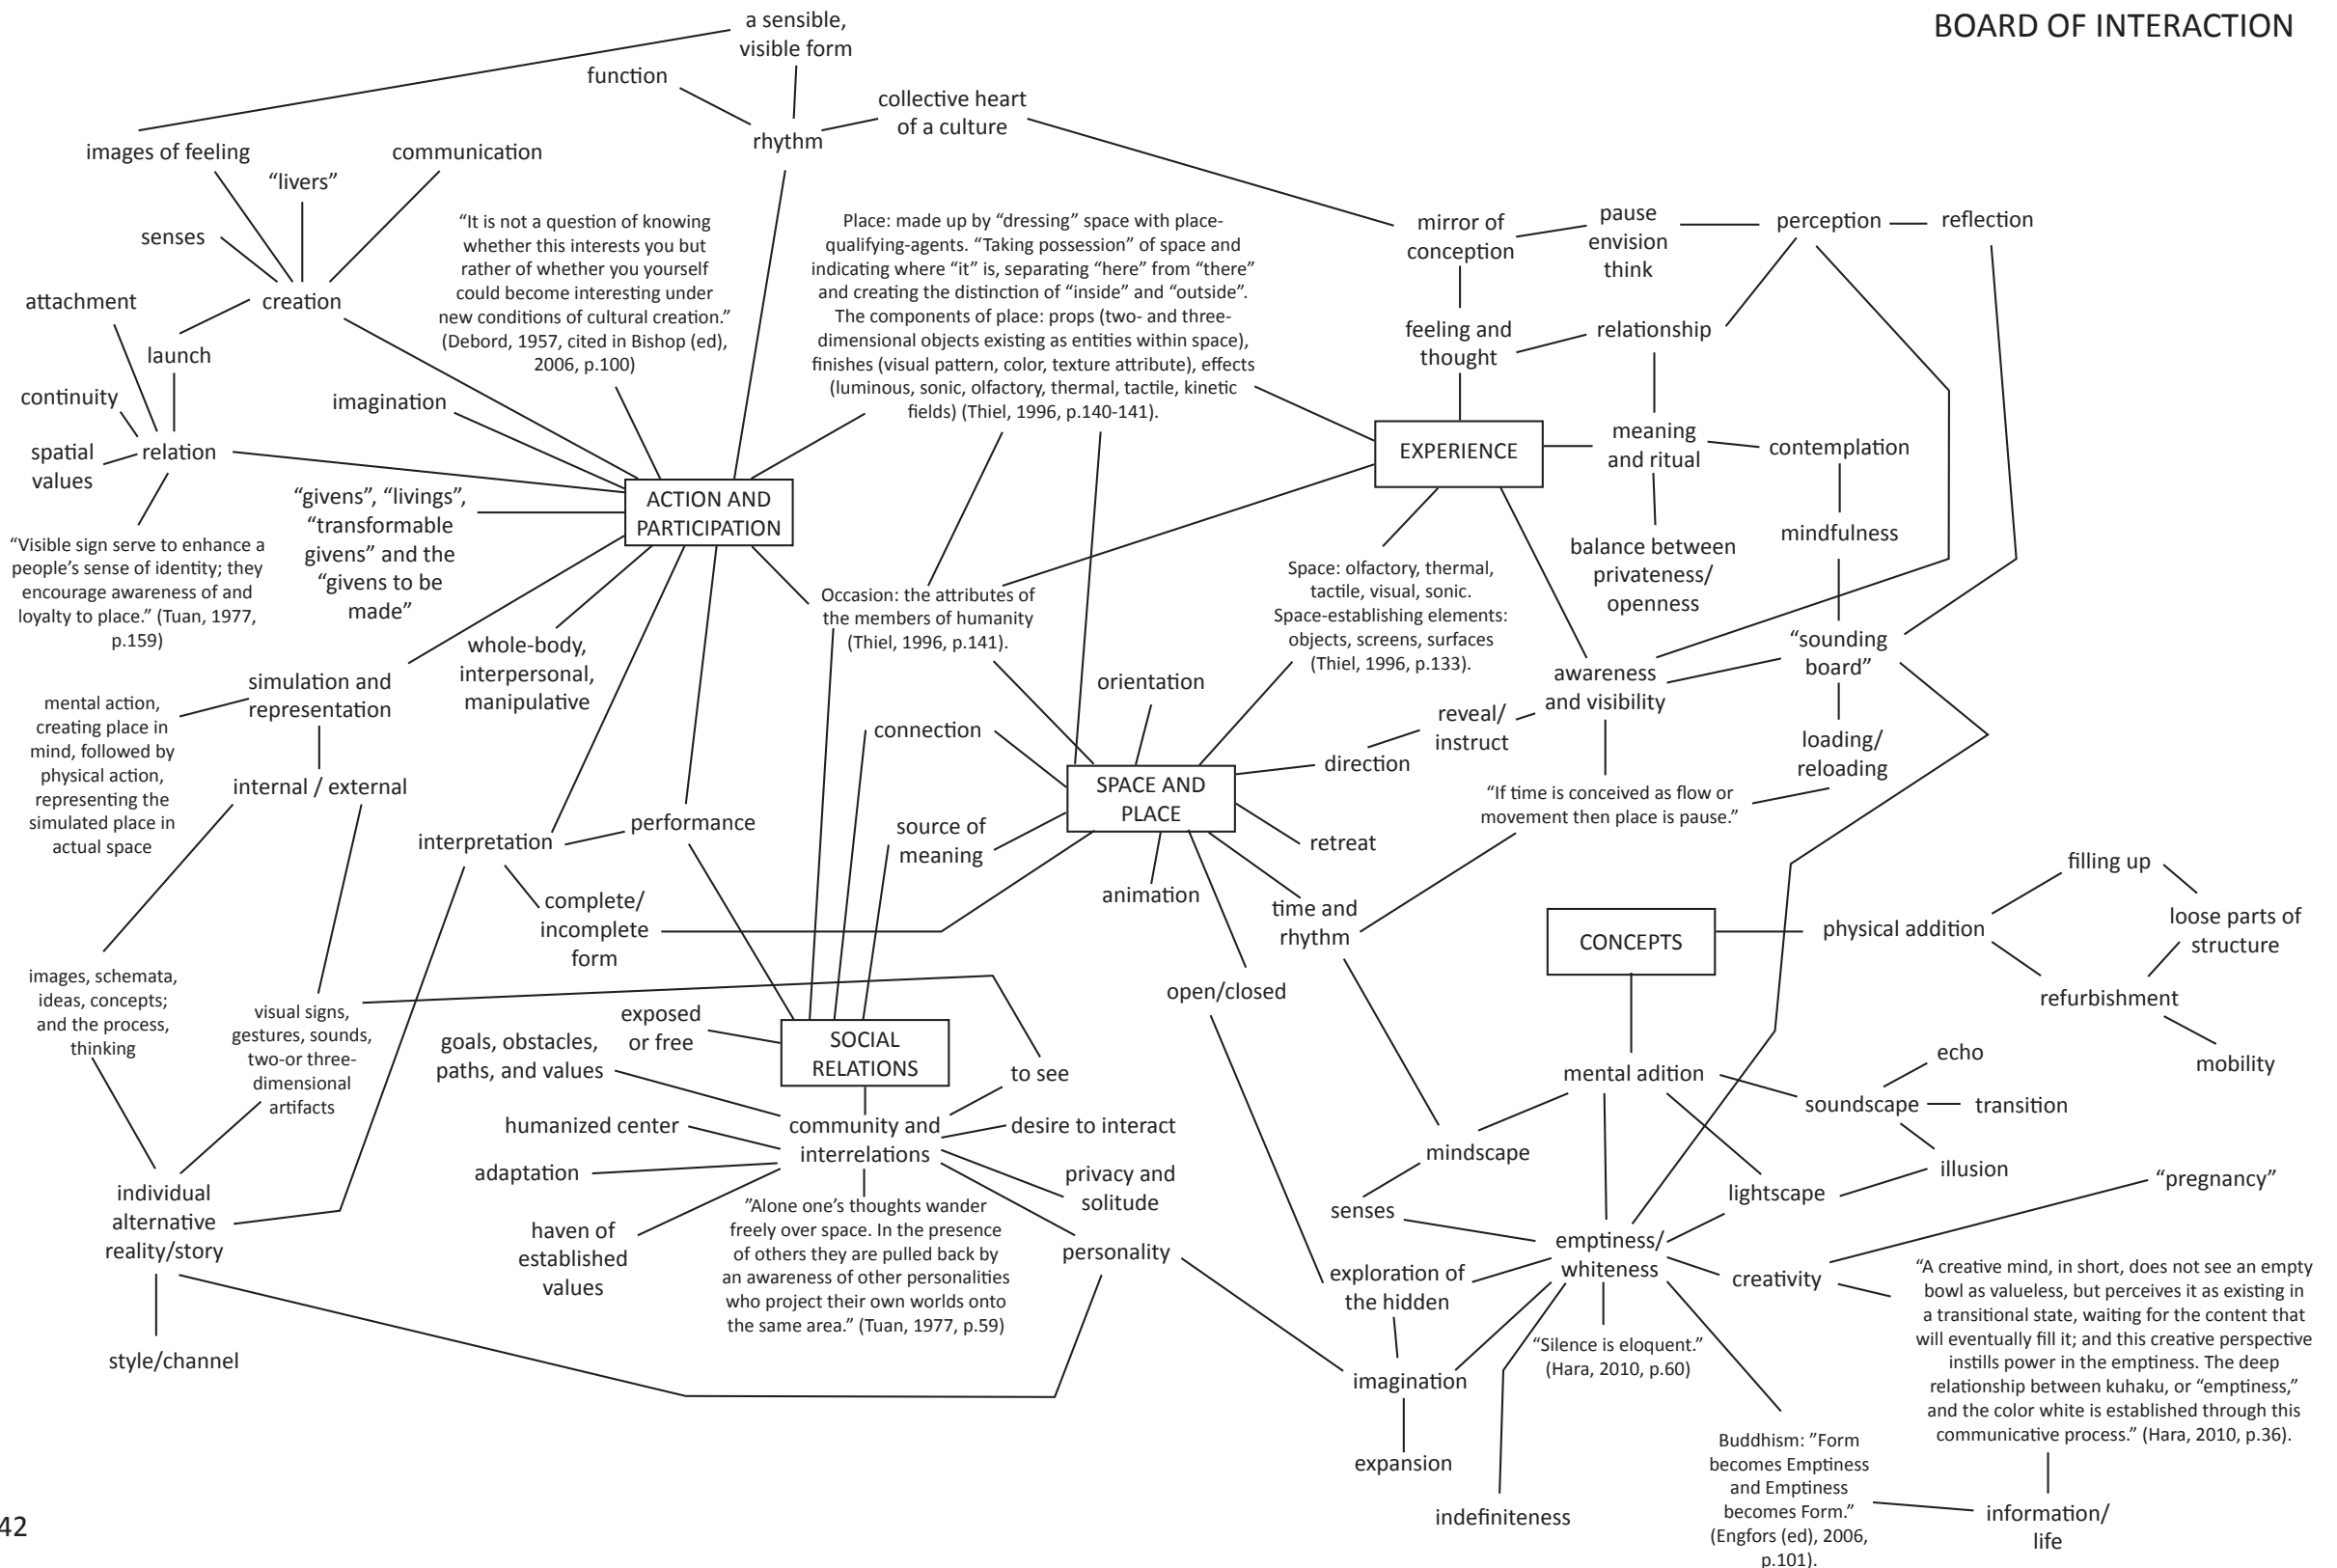 BOARD OF INTERACTION
a sensible,
visible form
function
collective heart
of a culture
rhythm
images of feeling
communication
“livers”
senses
creation
attachment
launch
continuity
spatial
values
relation
imagination
“It is not a question of knowing
whether this interests you but
rather of whether you yourself
could become interesting under
new conditions of cultural creation.”
(Debord, 1957, cited in Bishop (ed),
2006, p.100)
Place: made up by “dressing” space with place-
qualifying-agents. “Taking possession” of space and
indicating where “it” is, separating “here” from “there”
and creating the distinction of “inside” and “outside”.
The components of place: props (two- and three-
dimensional objects existing as entities within space),
finishes (visual pattern, color, texture attribute), effects
(luminous, sonic, olfactory, thermal, tactile, kinetic
fields) (Thiel, 1996, p.140-141).
mirror of
conception
pause
envision
think
perception
reflection
feeling and
thought
relationship
EXPERIENCE
meaning
and ritual
contemplation
mindfulness
balance between
privateness/
openness
ACTION AND
PARTICIPATION
“givens”, “livings”,
“transformable
givens” and the
“givens to be
made”
“Visible sign serve to enhance a
people’s sense of identity; they
encourage awareness of and
loyalty to place.” (Tuan, 1977,
p.159)
Occasion: the attributes of
the members of humanity
(Thiel, 1996, p.141).
Space: olfactory, thermal,
tactile, visual, sonic.
Space-establishing elements:
objects, screens, surfaces
(Thiel, 1996, p.133).
“sounding
board”
awareness
and visibility
whole-body,
interpersonal,
manipulative
simulation and
representation
mental action,
creating place in
mind, followed by
physical action,
representing the
simulated place in
actual space
internal / external
orientation
connection
reveal/
instruct
direction
loading/
reloading
SPACE AND
PLACE
“If time is conceived as flow or
movement then place is pause.”
interpretation
performance
source of
meaning
retreat
animation
time and
rhythm
complete/
incomplete
form
open/closed
CONCEPTS
physical addition
filling up
loose parts of
structure
refurbishment
mobility
images, schemata,
ideas, concepts;
and the process,
thinking
visual signs,
gestures, sounds,
two-or three-
dimensional
artifacts
exposed
or free
SOCIAL
RELATIONS
goals, obstacles,
paths, and values
to see
humanized center
community and
interrelations
desire to interact
adaptation
privacy and
solitude
haven of
established
values
”Alone one’s thoughts wander
freely over space. In the presence
of others they are pulled back by
an awareness of other personalities
who project their own worlds onto
the same area.” (Tuan, 1977, p.59)
personality
individual
alternative
reality/story
style/channel
mental adition
echo
soundscape
transition
illusion
mindscape
lightscape
senses
“pregnancy”
emptiness/
whiteness
exploration of
the hidden
creativity
“A creative mind, in short, does not see an empty
bowl as valueless, but perceives it as existing in
a transitional state, waiting for the content that
will eventually fill it; and this creative perspective
instills power in the emptiness. The deep
relationship between kuhaku, or “emptiness,”
and the color white is established through this
communicative process.” (Hara, 2010, p.36).
“Silence is eloquent.”
(Hara, 2010, p.60)
imagination
expansion
indefiniteness
Buddhism: ”Form
becomes Emptiness
and Emptiness
becomes Form.”
(Engfors (ed), 2006,
p.101).
information/
life
42